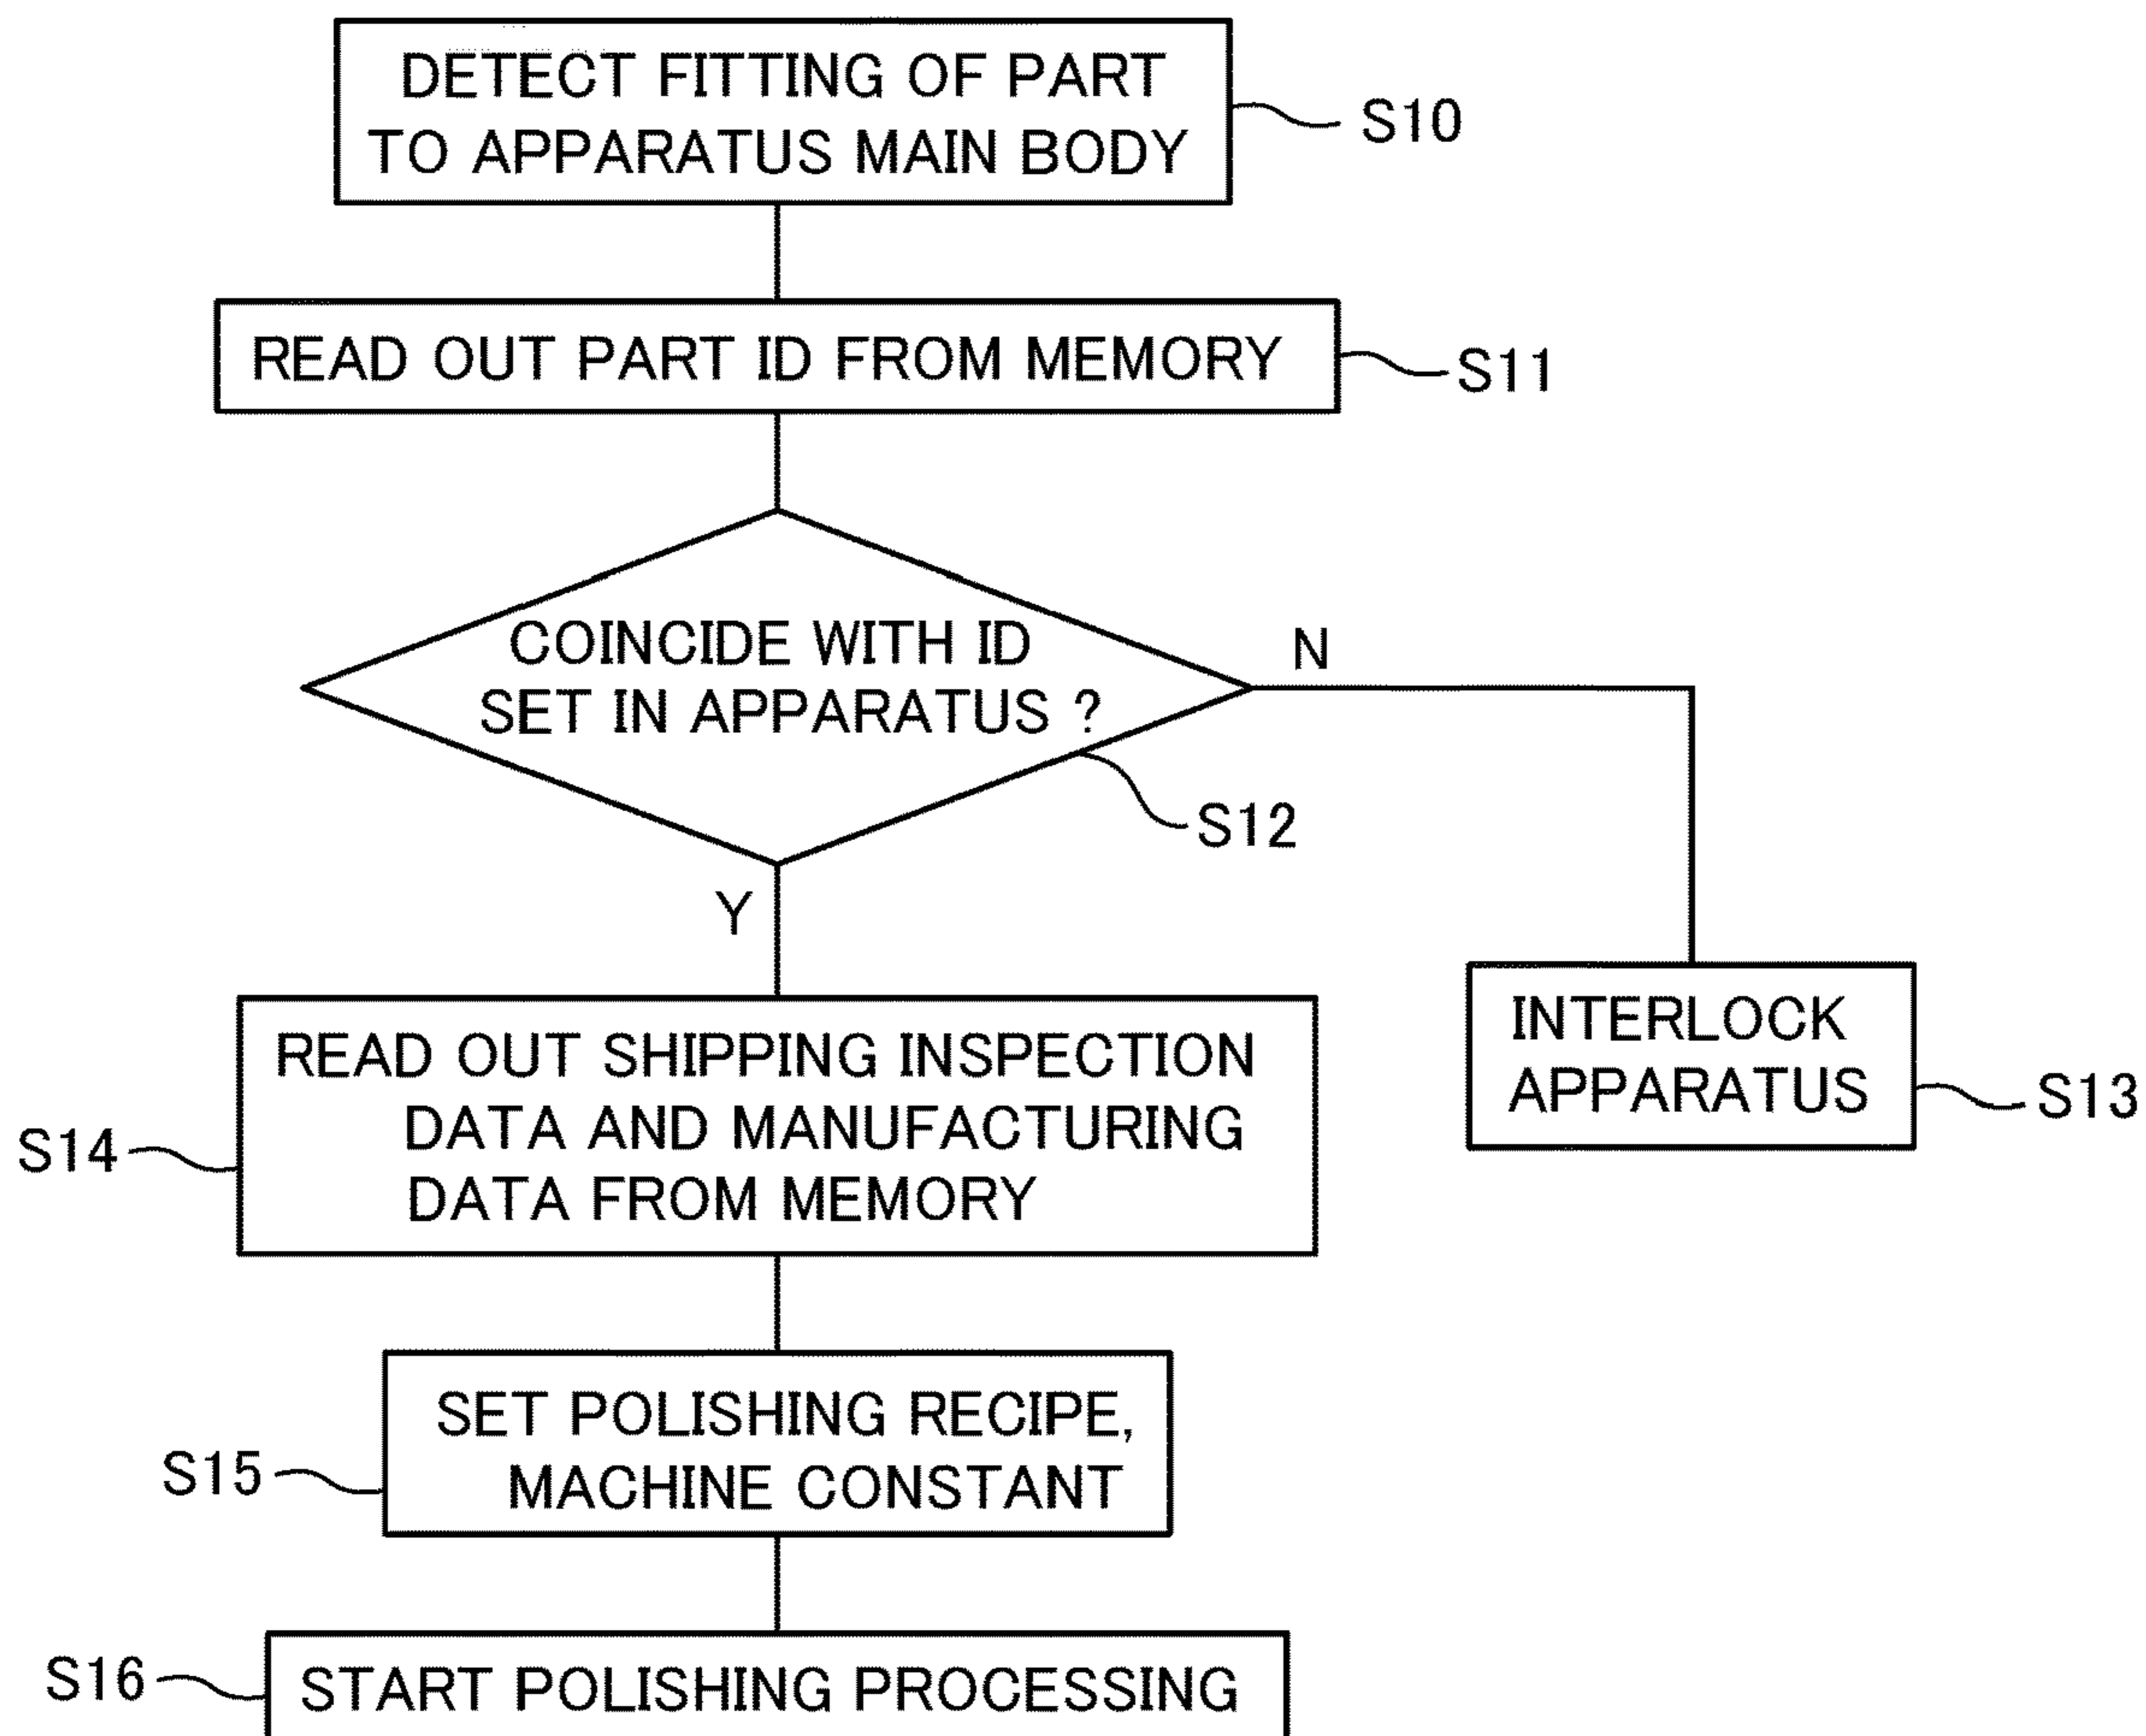 DETECT FITTING OF PART
TO APPARATUS MAIN BODY
S10
READ OUT PART ID FROM MEMORY
S11
COINCIDE WITH ID
SET IN APPARATUS ?
N
S12
Y
INTERLOCK
APPARATUS
S13
READ OUT SHIPPING INSPECTION
DATA AND MANUFACTURING
DATA FROM MEMORY
S14
SET POLISHING RECIPE,
MACHINE CONSTANT
S15
START POLISHING PROCESSING
S16